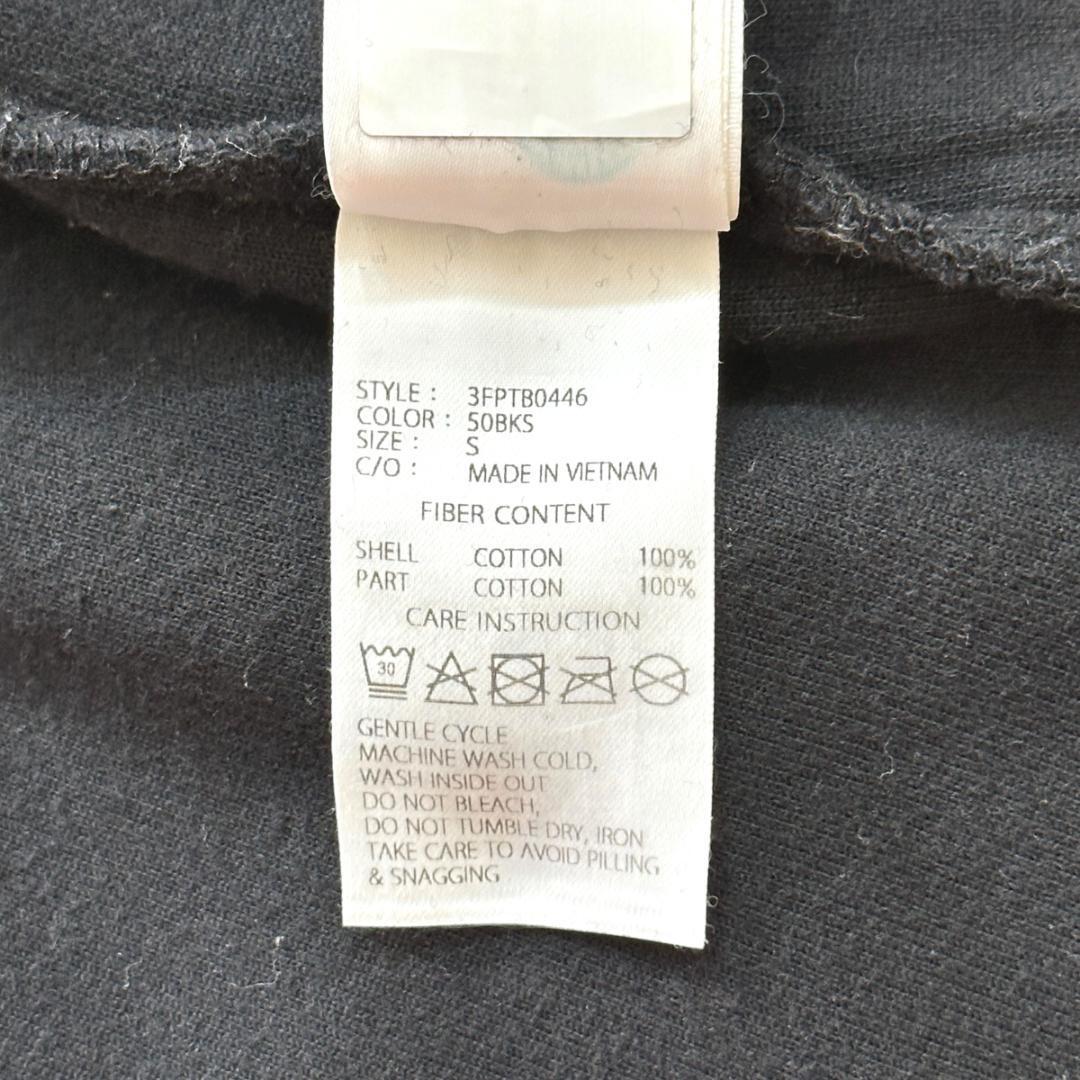 STYLE : 3FPTB0446
COLOR : 50BKS
SIZE : S
C/O : MADE IN VIETNAM
FIBER CONTENT
SHELL COTTON 100%
PART COTTON 100%
CARE INSTRUCTION
30
GENTLE CYCLE
MACHINE WASH COLD,
WASH INSIDE OUT
DO NOT BLEACH,
DO NOT TUMBLE DRY, IRON
TAKE CARE TO AVOID PILLING
& SNAGGING